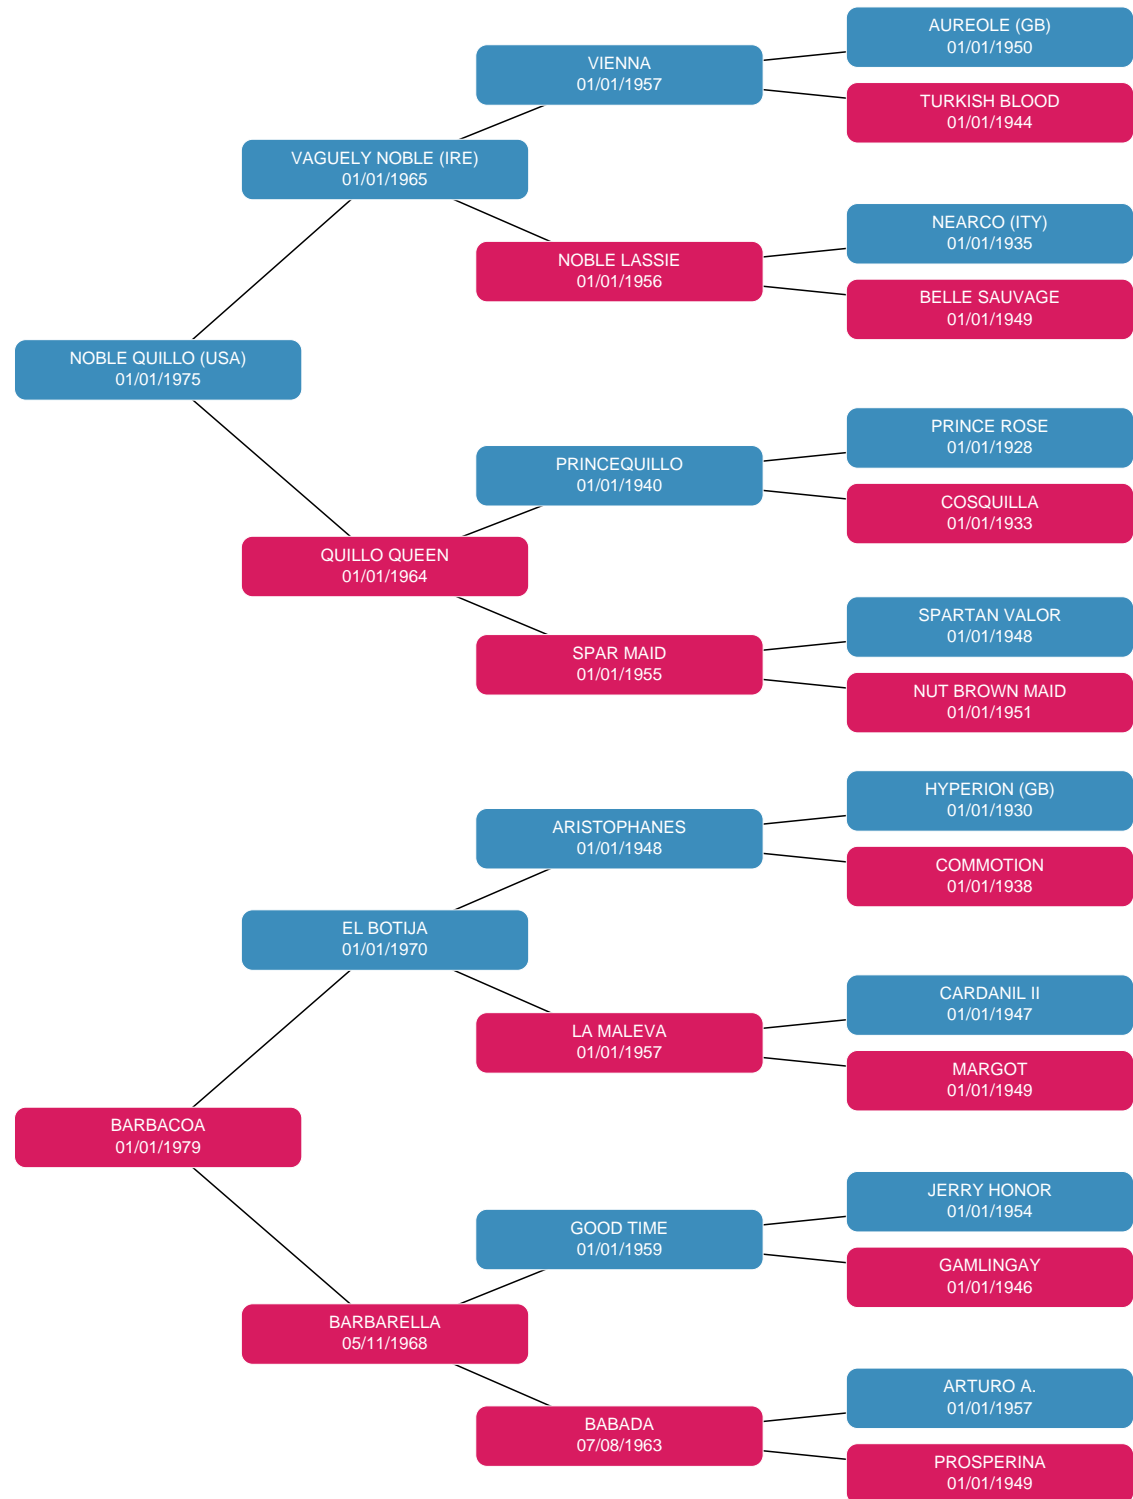 AUREOLE (GB)
01/01/1950
VIENNA
01/01/1957
TURKISH BLOOD
01/01/1944
VAGUELY NOBLE (IRE)
01/01/1965
NEARCO (ITY)
01/01/1935
NOBLE LASSIE
01/01/1956
BELLE SAUVAGE
01/01/1949
NOBLE QUILLO (USA)
01/01/1975
PRINCE ROSE
01/01/1928
PRINCEQUILLO
01/01/1940
COSQUILLA
01/01/1933
QUILLO QUEEN
01/01/1964
SPARTAN VALOR
01/01/1948
SPAR MAID
01/01/1955
NUT BROWN MAID
01/01/1951
HYPERION (GB)
01/01/1930
ARISTOPHANES
01/01/1948
COMMOTION
01/01/1938
EL BOTIJA
01/01/1970
CARDANIL II
01/01/1947
LA MALEVA
01/01/1957
MARGOT
01/01/1949
BARBACOA
01/01/1979
JERRY HONOR
01/01/1954
GOOD TIME
01/01/1959
GAMLINGAY
01/01/1946
BARBARELLA
05/11/1968
ARTURO A.
01/01/1957
BABADA
07/08/1963
PROSPERINA
01/01/1949